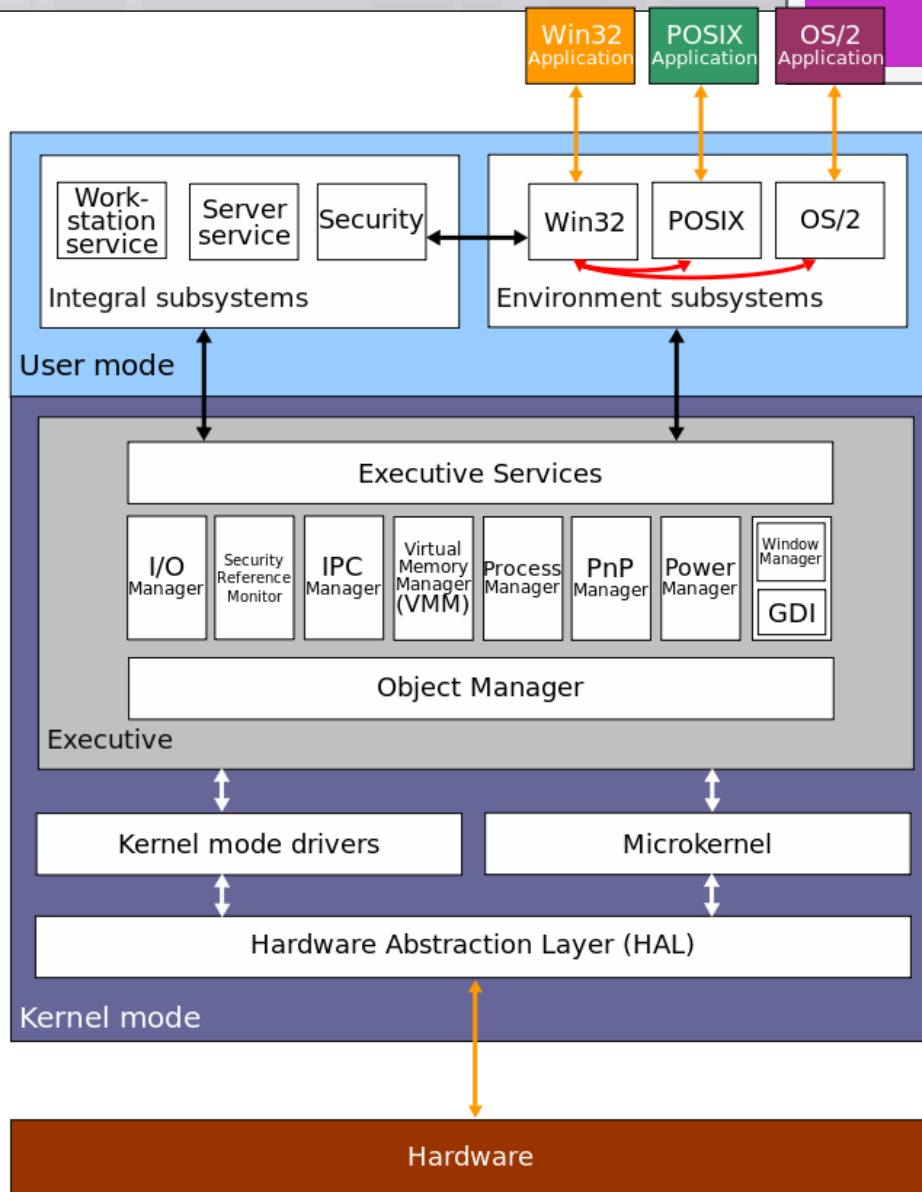 Win32
Application
POSIX
Application
OS/2
Application
Work-
station
service
Server
service
Security
Integral subsystems
Win32
POSIX
OS/2
Environment subsystems
User mode
Executive Services
I/O
Manager
Security
Reference
Monitor
IPC
Manager
Virtual
Memory
Manager
(VMM)
Process
Manager
PnP
Manager
Power
Manager
Window
Manager
GDI
Object Manager
Executive
Kernel mode drivers
Microkernel
Hardware Abstraction Layer (HAL)
Kernel mode
Hardware